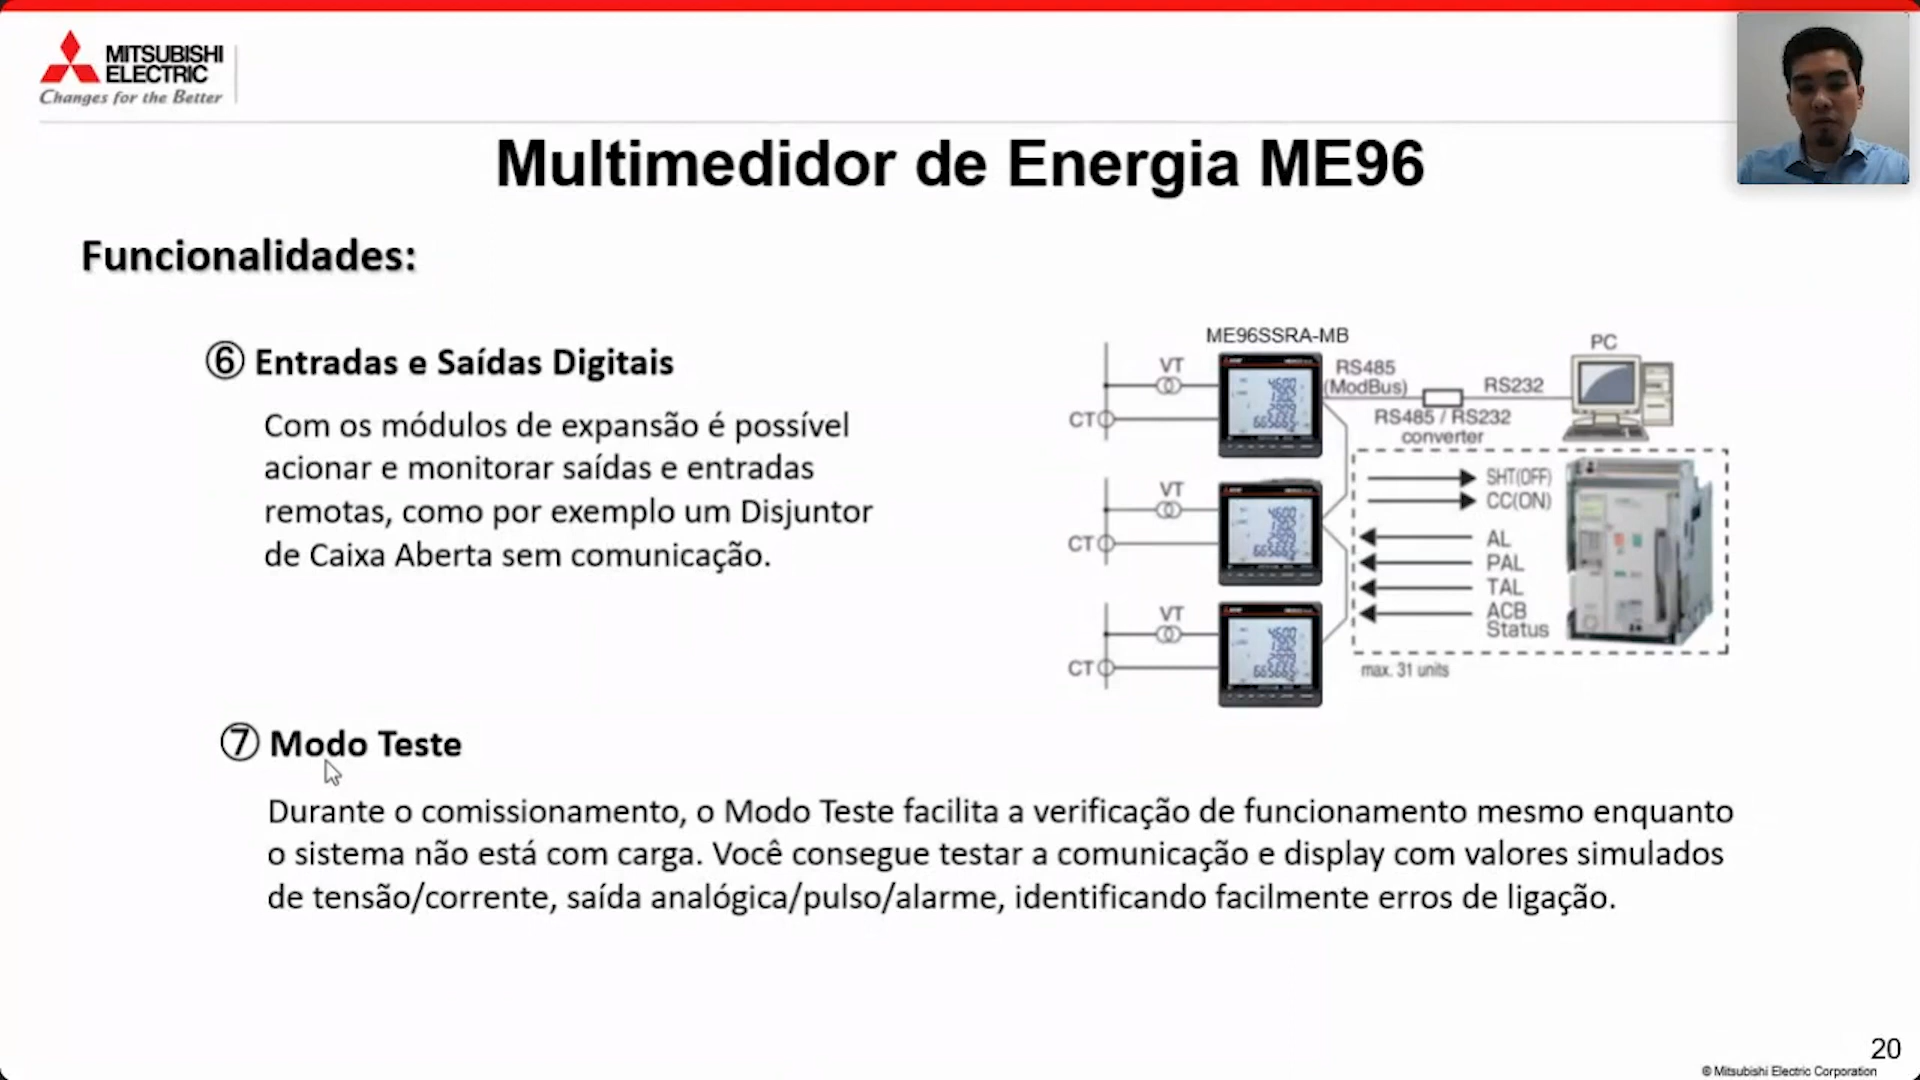 MITSUBISHI
ELECTRIC
Changes for the Better
Multimedidor de Energia ME96
Funcionalidades:
⑥ Entradas e Saídas Digitais
Com os módulos de expansão é possível
acionar e monitorar saídas e entradas
remotas, como por exemplo um Disjuntor
de Caixa Aberta sem comunicação.
ME96SSRA-MB
PC
VT
RS485
(ModBus)
RS232
CT
RS485 / RS232
converter
SHT(OFF)
CC(ON)
VT
CT
AL
PAL
TAL
ACB
Status
VT
CT
max. 31 units
⑦ Modo Teste
Durante o comissionamento, o Modo Teste facilita a verificação de funcionamento mesmo enquanto
o sistema não está com carga. Você consegue testar a comunicação e display com valores simulados
de tensão/corrente, saída analógica/pulso/alarme, identificando facilmente erros de ligação.
20
© Mitsubishi Electric Corporation